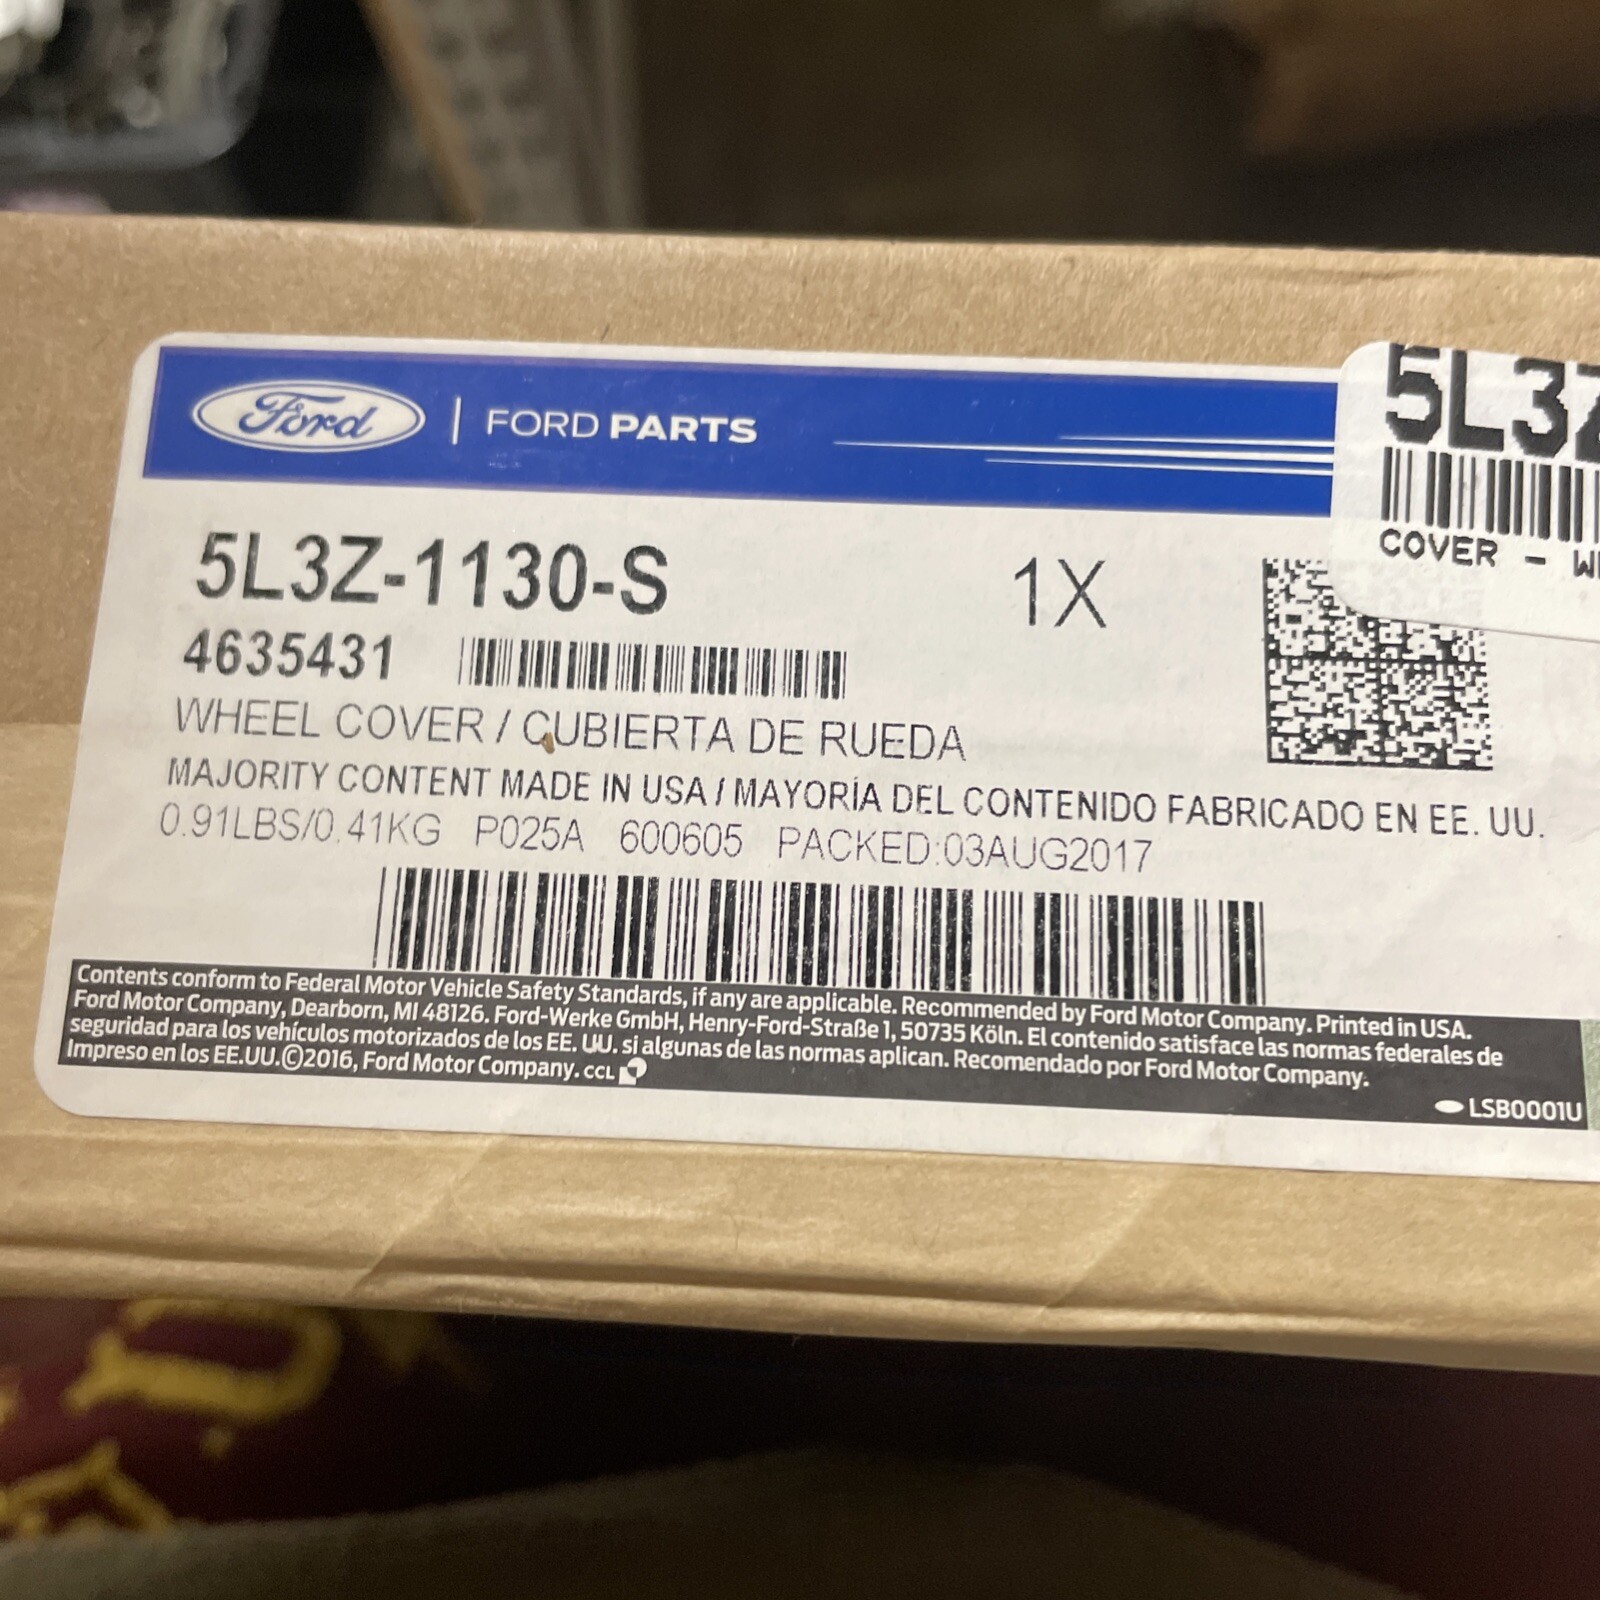 Ford | FORD PARTS
5L3Z
COVER -
5L3Z-1130-S 1X
4635431
WHEEL COVER / CUBIERTA DE RUEDA
MAJORITY CONTENT MADE IN USA / MAYORÍA DEL CONTENIDO FABRICADO EN EE. UU.
0.91LBS/0.41KG P025A 600605 PACKED:03AUG2017
Contents conform to Federal Motor Vehicle Safety Standards, if any are applicable. Recommended by Ford Motor Company. Printed in USA.
Ford Motor Company, Dearborn, MI 48126. Ford-Werke GmbH, Henry-Ford-Straße 1, 50735 Köln. El contenido satisface las normas federales de
seguridad para los vehículos motorizados de los EE. UU. si algunas de las normas aplican. Recomendado por Ford Motor Company.
Impreso en los EE.UU.©2016, Ford Motor Company. CCL
LSB0001U